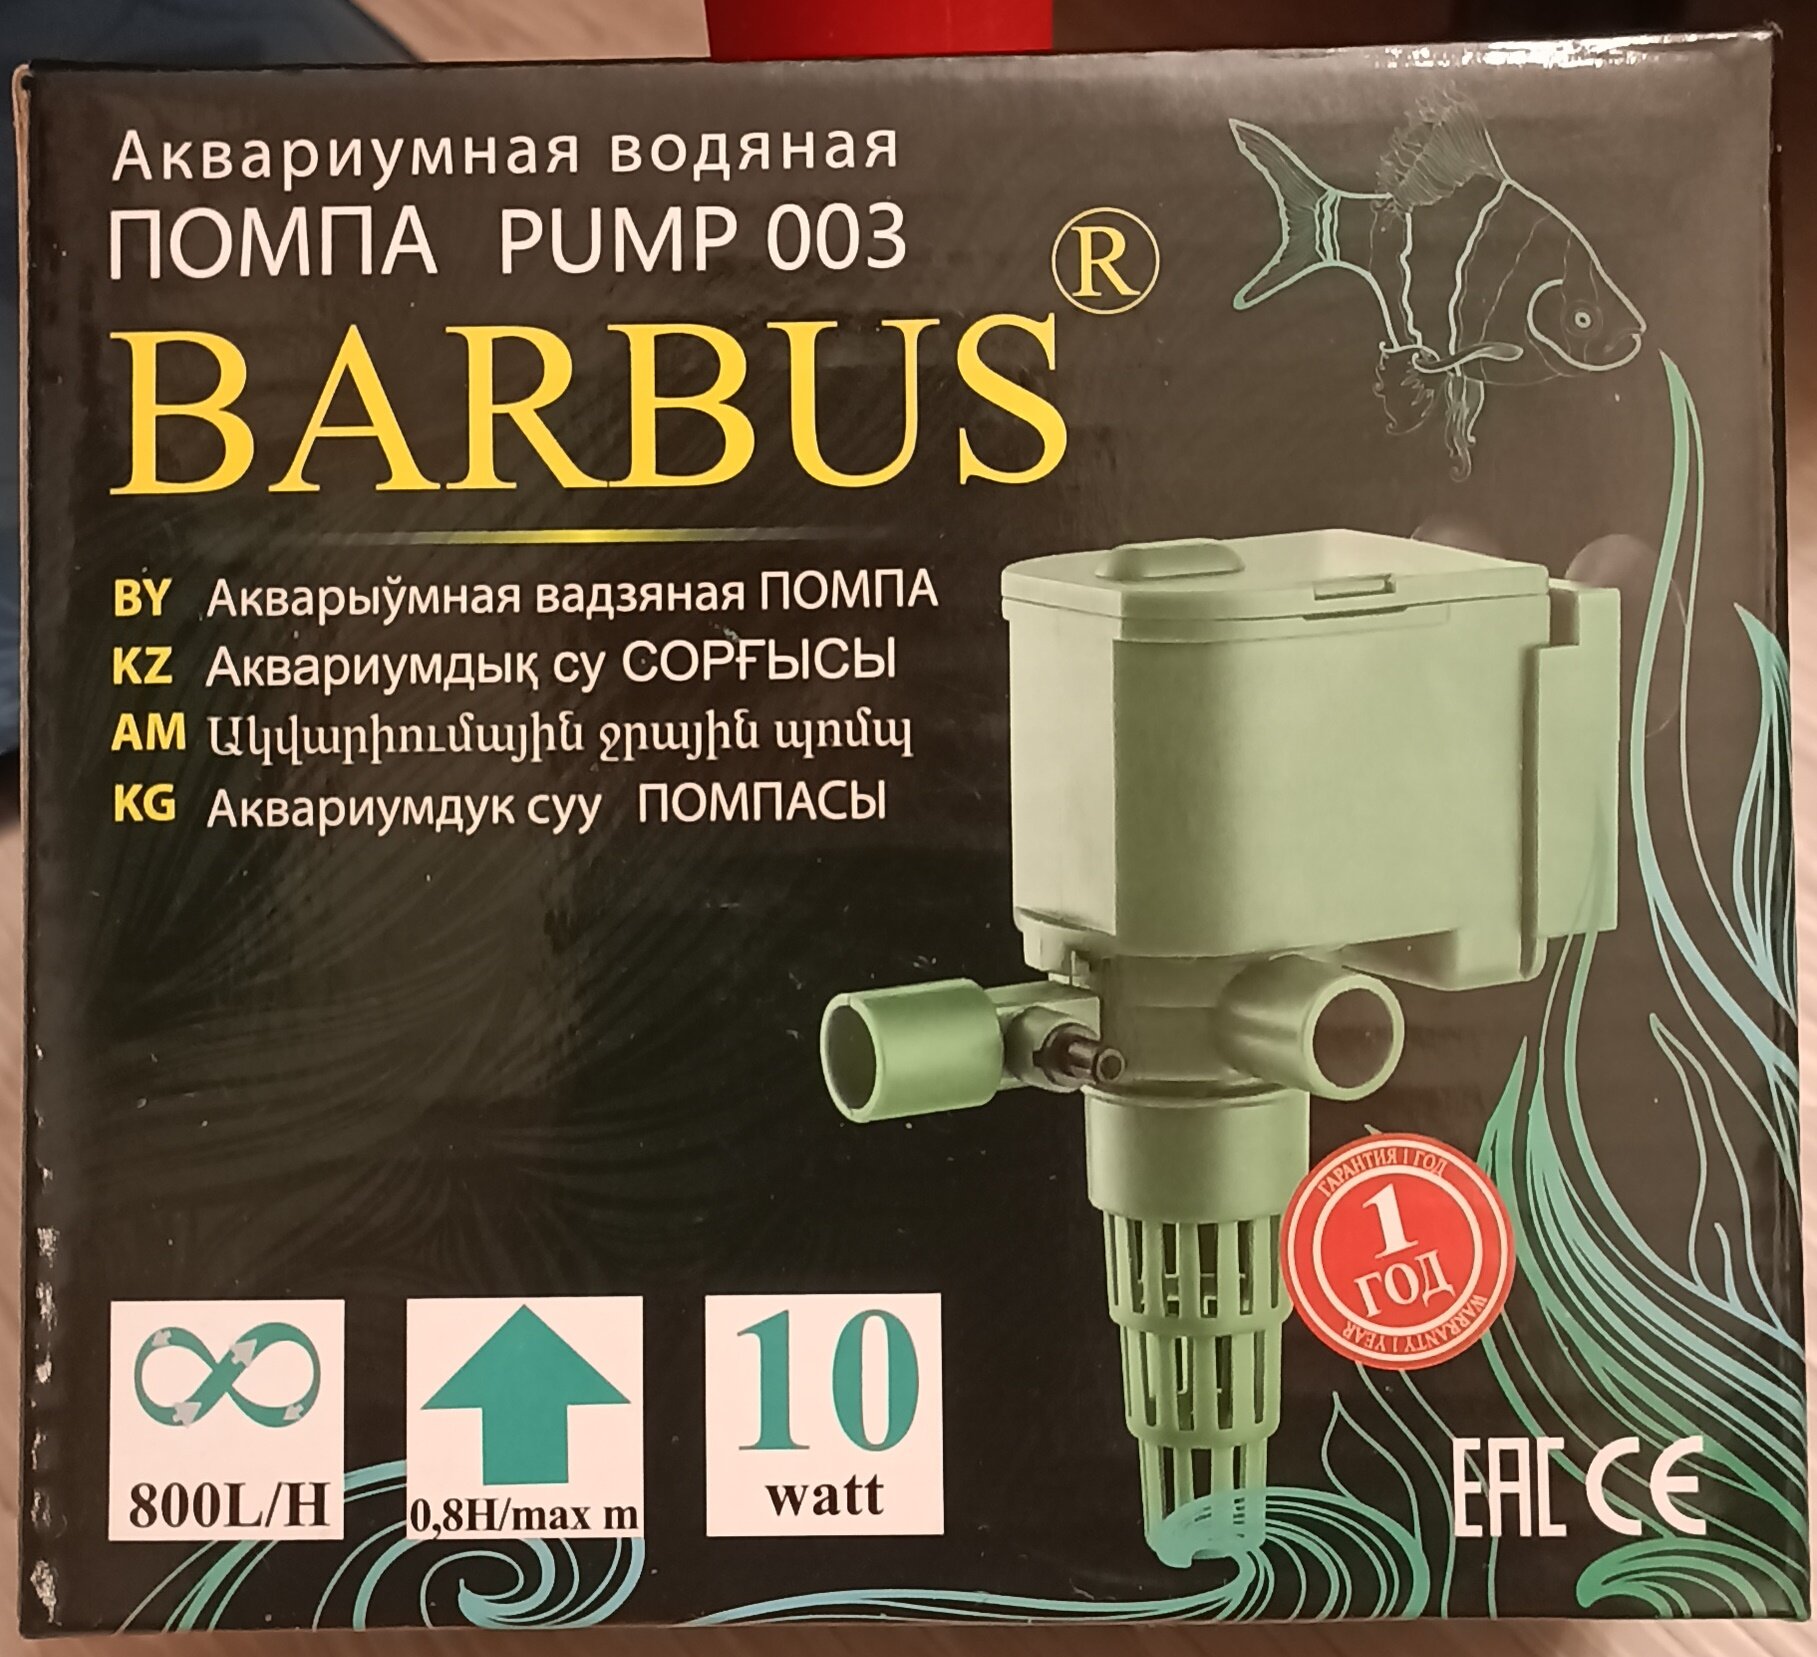 Аквариумная водяная
ПОМПА PUMP 003
BARBUS®
BY Акварыўмная вадзяная ПОМПА
KZ Аквариумдық су СОРҒЫСЫ
AM Ակվարիումային ջրային պոմպ
KG Аквариумдук суу ПОМПАСЫ
ГАРАНТИЯ 1 ГОД
1
ГОД
WARRANTY 1 YEAR
800L/H
0,8H/max m
10
watt
EAC CE